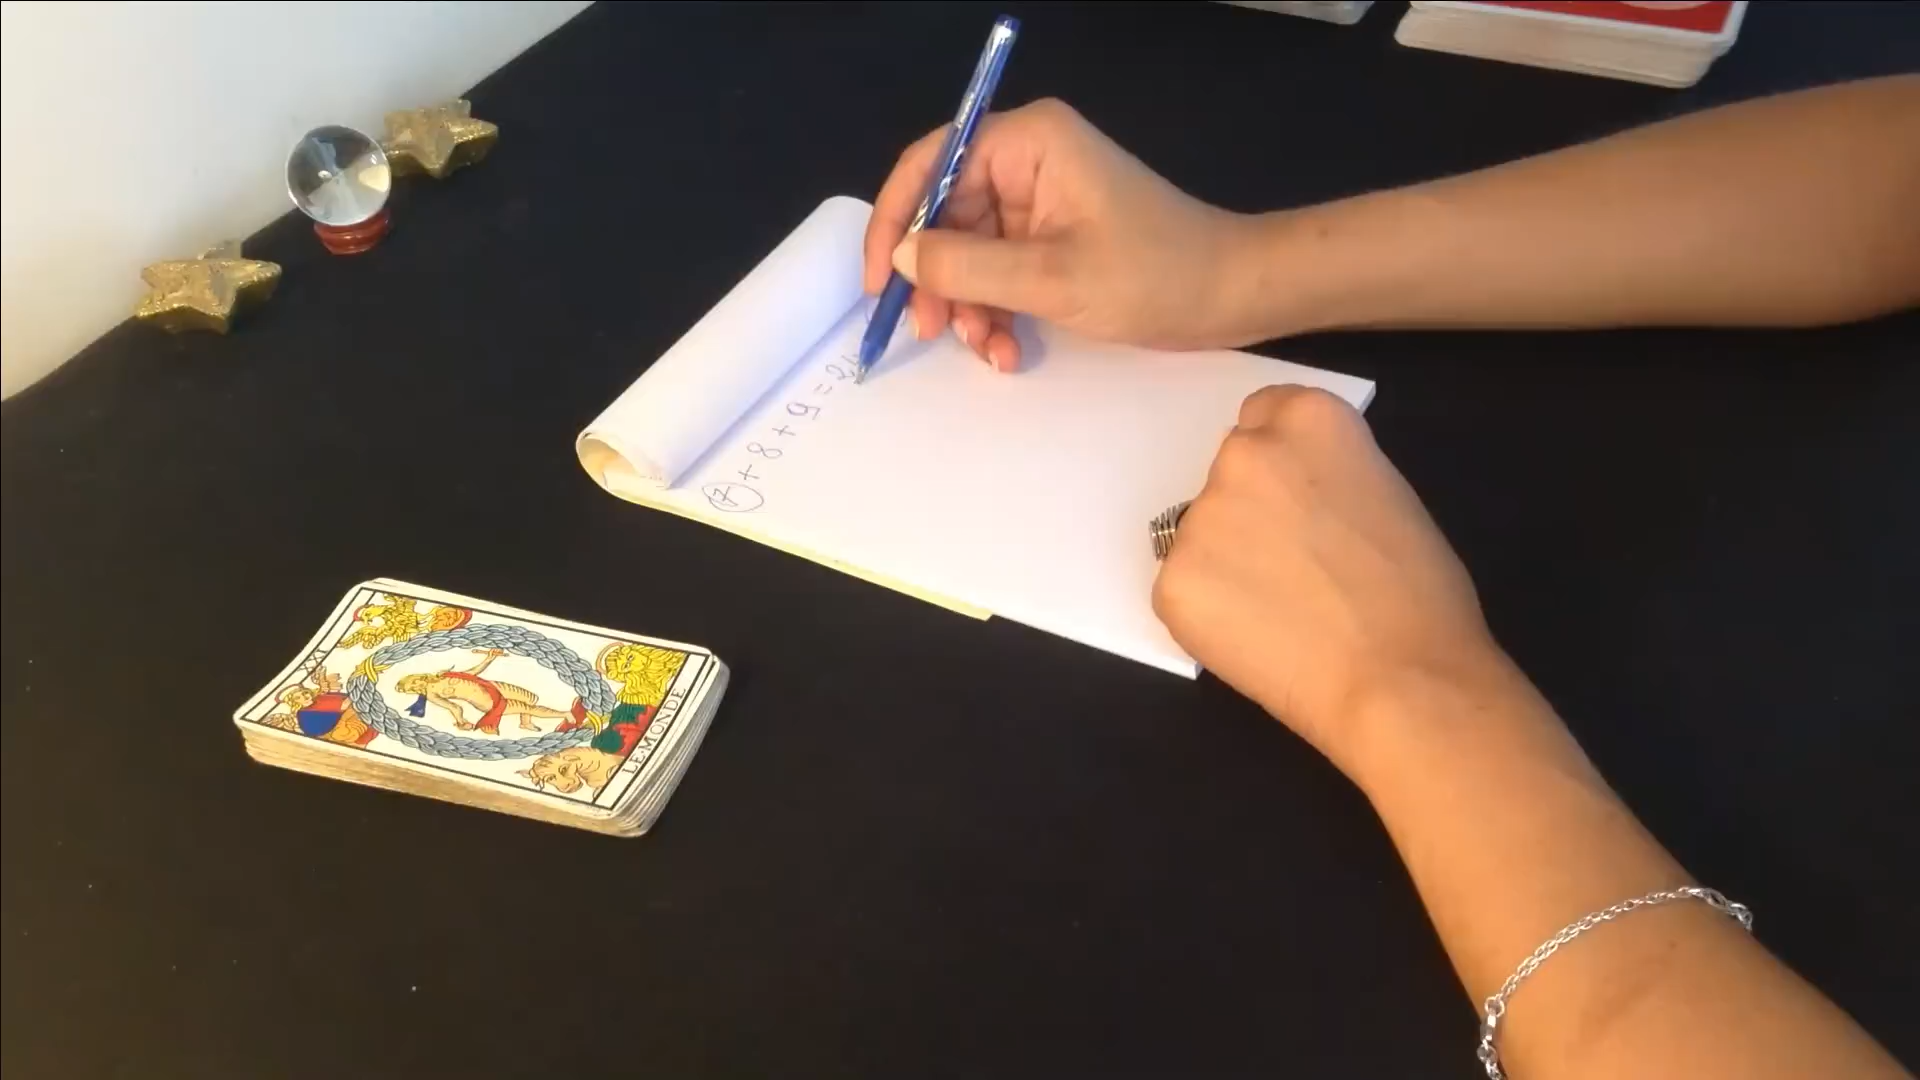 7 + 8 + 9 = 24
XXI
LE·MONDE